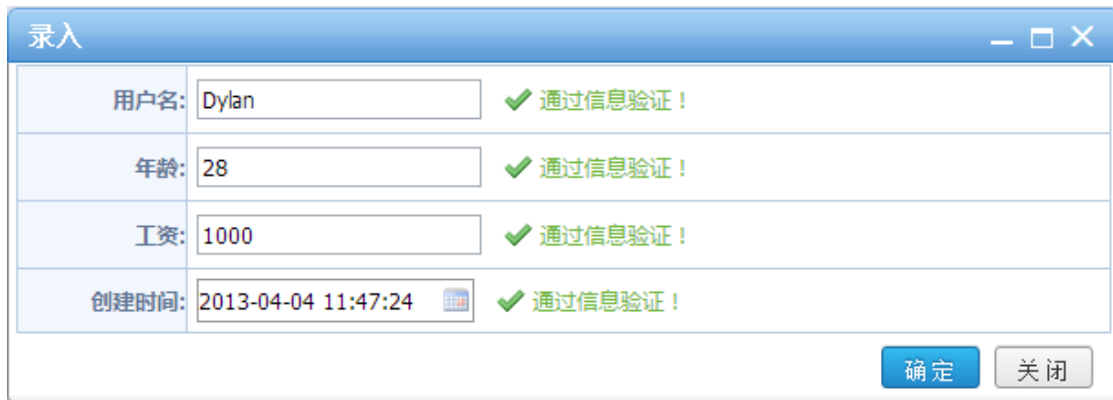 录入
用户名: Dylan 通过信息验证！
年龄: 28 通过信息验证！
工资: 1000 通过信息验证！
创建时间: 2013-04-04 11:47:24 通过信息验证！
确定 关闭